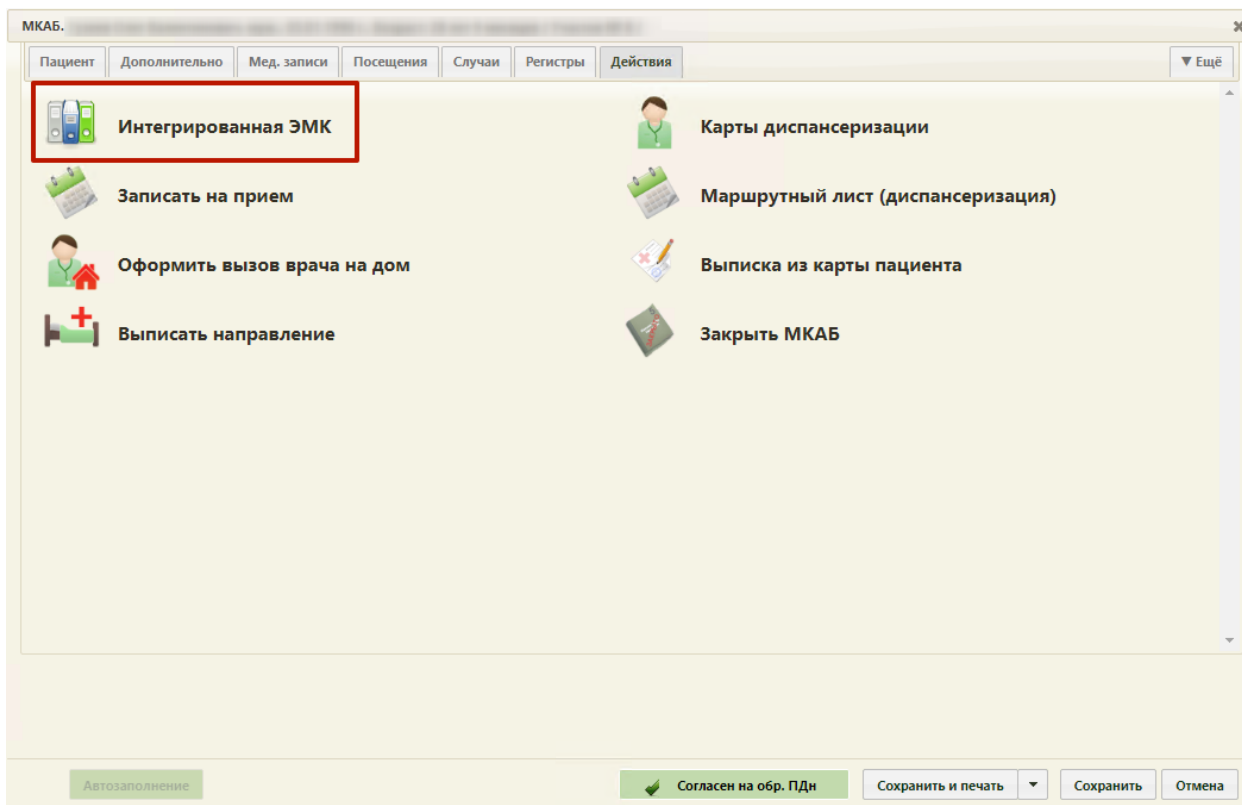 МКАБ.
Пациент Дополнительно Мед. записи Посещения Случаи Регистры Действия ▼ Ещё
Интегрированная ЭМК
Карты диспансеризации
Записать на прием
Маршрутный лист (диспансеризация)
Оформить вызов врача на дом
Выписка из карты пациента
Выписать направление
Закрыть МКАБ
Автозаполнение Согласен на обр. ПДн Сохранить и печать Сохранить Отмена